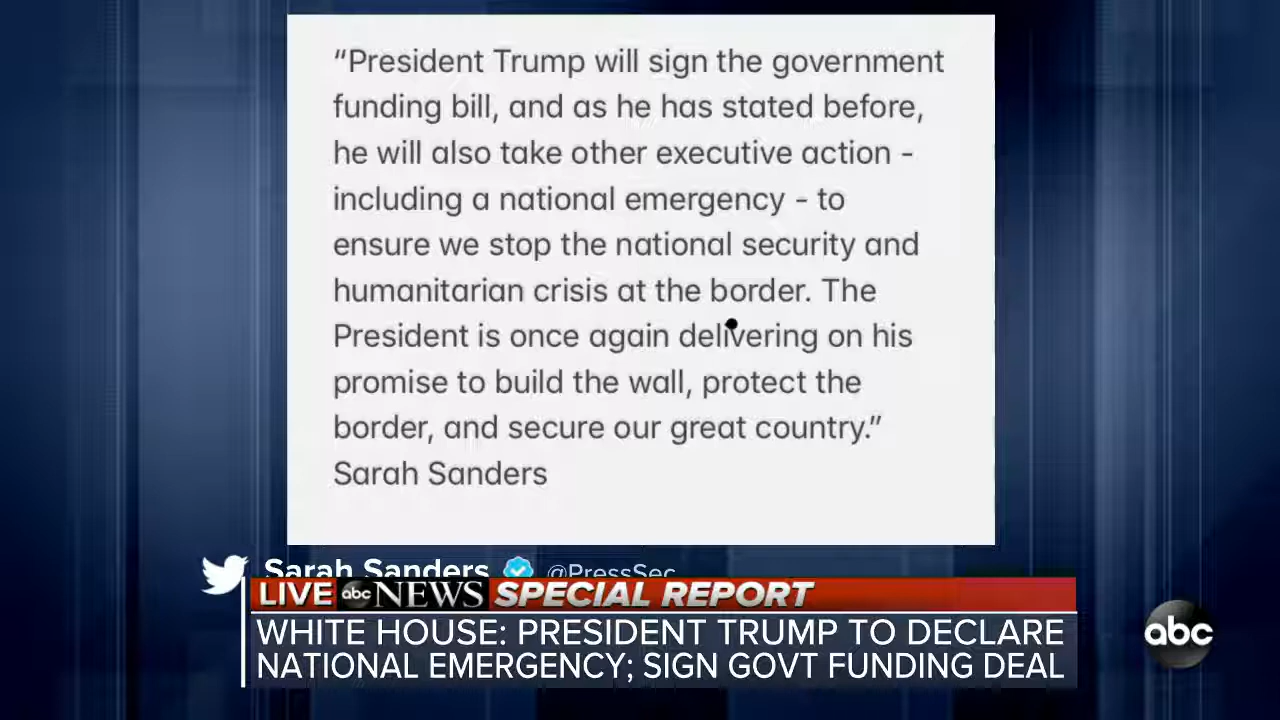 “President Trump will sign the government
funding bill, and as he has stated before,
he will also take other executive action -
including a national emergency - to
ensure we stop the national security and
humanitarian crisis at the border. The
President is once again delivering on his
promise to build the wall, protect the
border, and secure our great country.”
Sarah Sanders
Sarah Sanders @PressSec
LIVE abc NEWS SPECIAL REPORT
WHITE HOUSE: PRESIDENT TRUMP TO DECLARE
NATIONAL EMERGENCY; SIGN GOVT FUNDING DEAL
abc